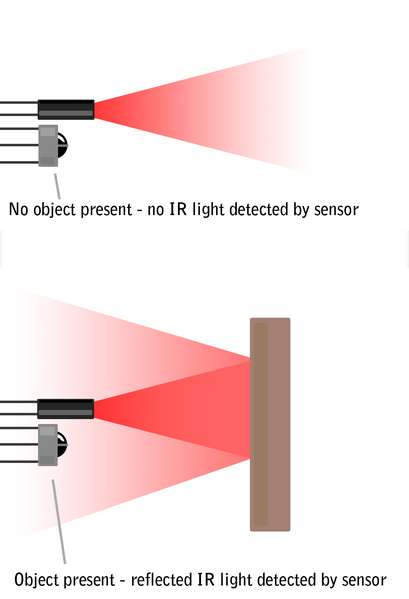 No object present - no IR light detected by sensor
Object present - reflected IR light detected by sensor